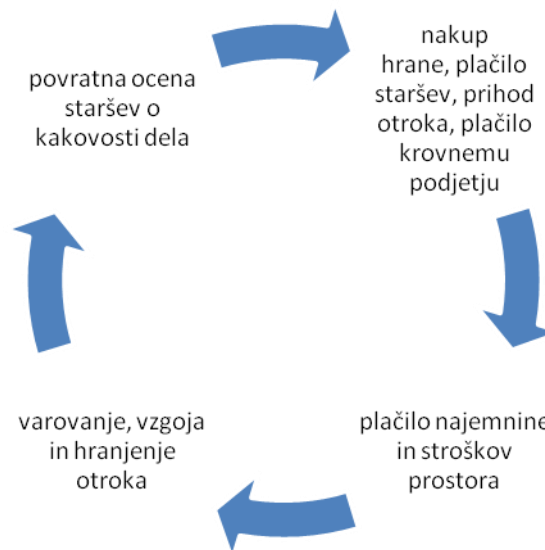 povratna ocena
staršev o
kakovosti dela
nakup
hrane, plačilo
staršev, prihod
otroka, plačilo
krovnemu
podjetju
plačilo najemnine
in stroškov
prostora
varovanje, vzgoja
in hranjenje
otroka